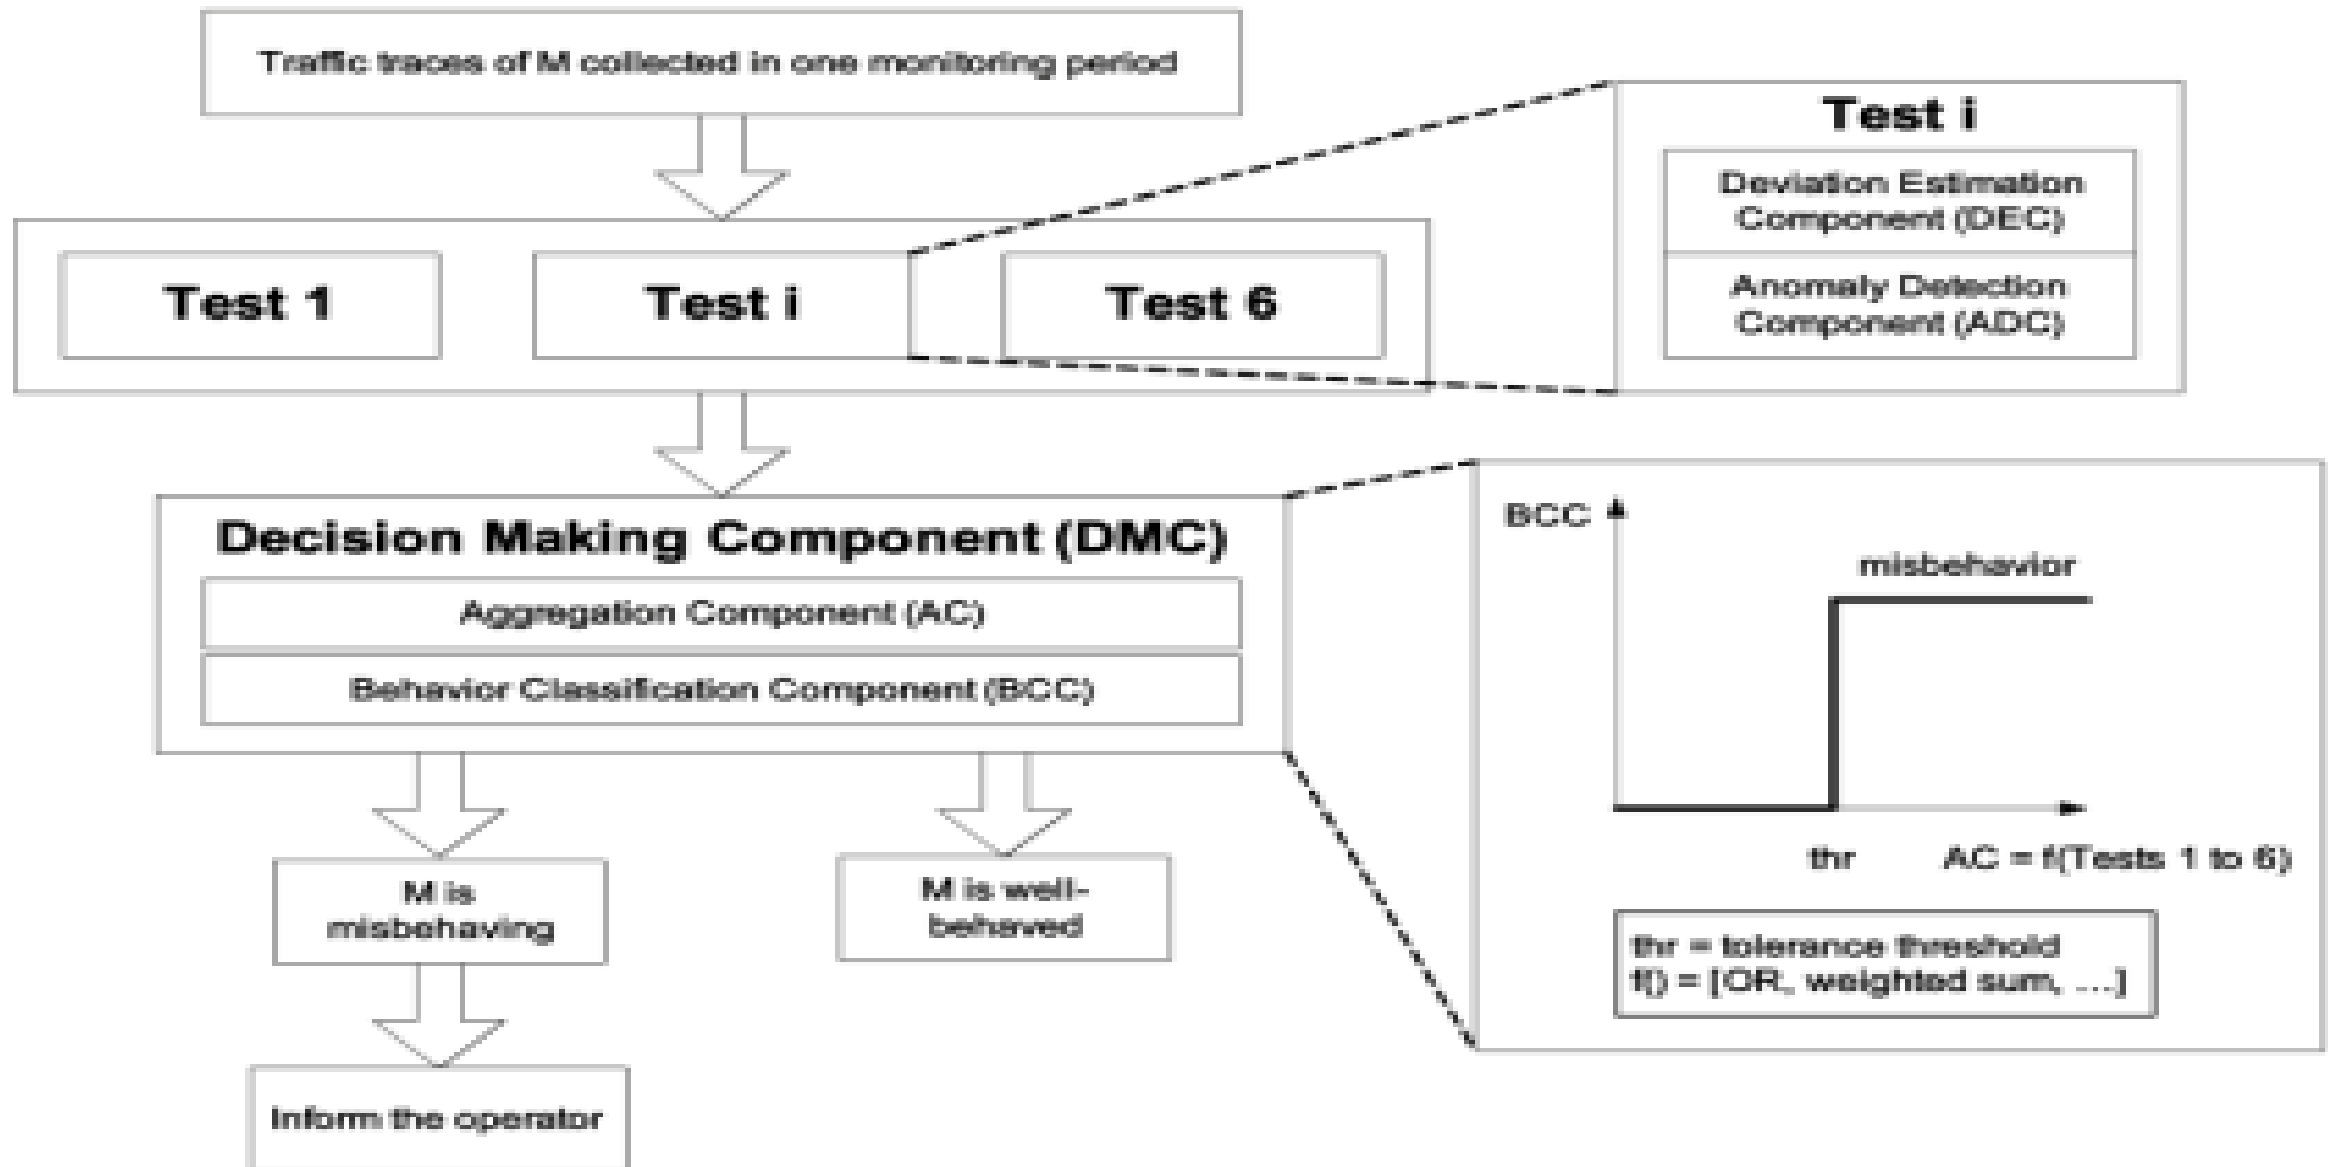 Traffic traces of M collected in one monitoring period
Test 1
Test i
Test 6
Test i
Deviation Estimation
Component (DEC)
Anomaly Detection
Component (ADC)
Decision Making Component (DMC)
Aggregation Component (AC)
Behavior Classification Component (BCC)
M is
misbehaving
M is well-
behaved
Inform the operator
BCC
misbehavior
thr
AC = f(Tests 1 to 6)
thr = tolerance threshold
f() = [OR, weighted sum, ...]